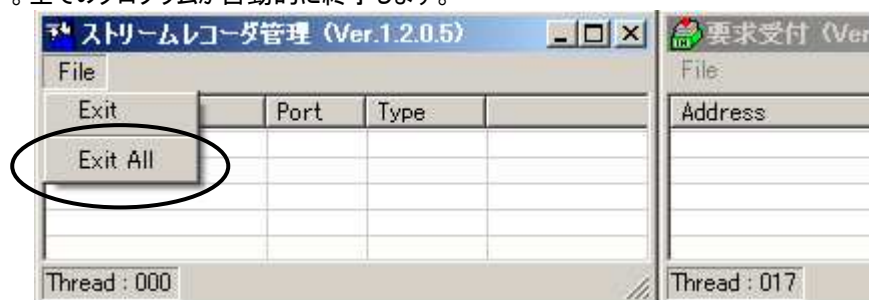 。全てのプログラムが自動的に終了します。
ストリームレコーダ管理 (Ver.1.2.0.5)
要求受付 (Ver
File
File
Exit
Port
Type
Address
Exit All
Thread : 000
Thread : 017